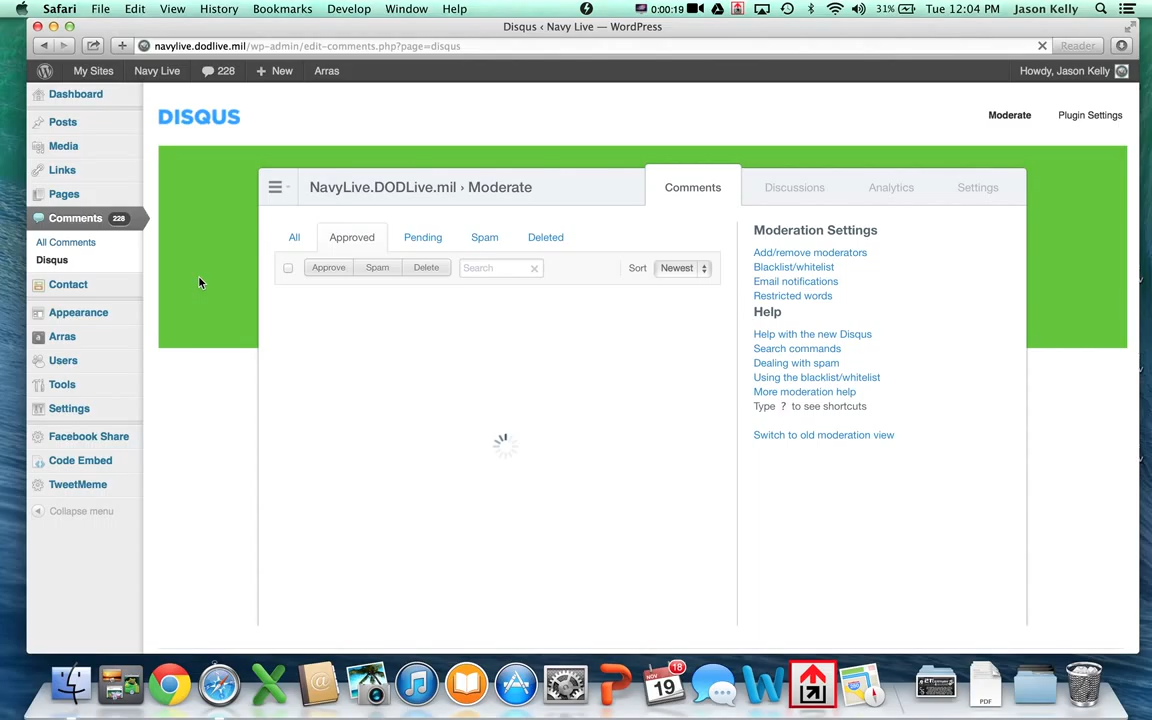 Safari File Edit View History Bookmarks Develop Window Help 0:00:19 31% Tue 12:04 PM Jason Kelly
Disqus ‹ Navy Live — WordPress
navylive.dodlive.mil/wp-admin/edit-comments.php?page=disqus Reader
My Sites Navy Live 228 + New Arras Howdy, Jason Kelly
Dashboard
Posts
Media
Links
Pages
Comments 228
All Comments
Disqus
Contact
Appearance
Arras
Users
Tools
Settings
Facebook Share
Code Embed
TweetMeme
Collapse menu
DISQUS Moderate Plugin Settings
NavyLive.DODLive.mil › Moderate Comments Discussions Analytics Settings
All Approved Pending Spam Deleted
Approve Spam Delete Search Sort Newest
Moderation Settings
Add/remove moderators
Blacklist/whitelist
Email notifications
Restricted words
Help
Help with the new Disqus
Search commands
Dealing with spam
Using the blacklist/whitelist
More moderation help
Type ? to see shortcuts
Switch to old moderation view
NOV 18
19
PDF